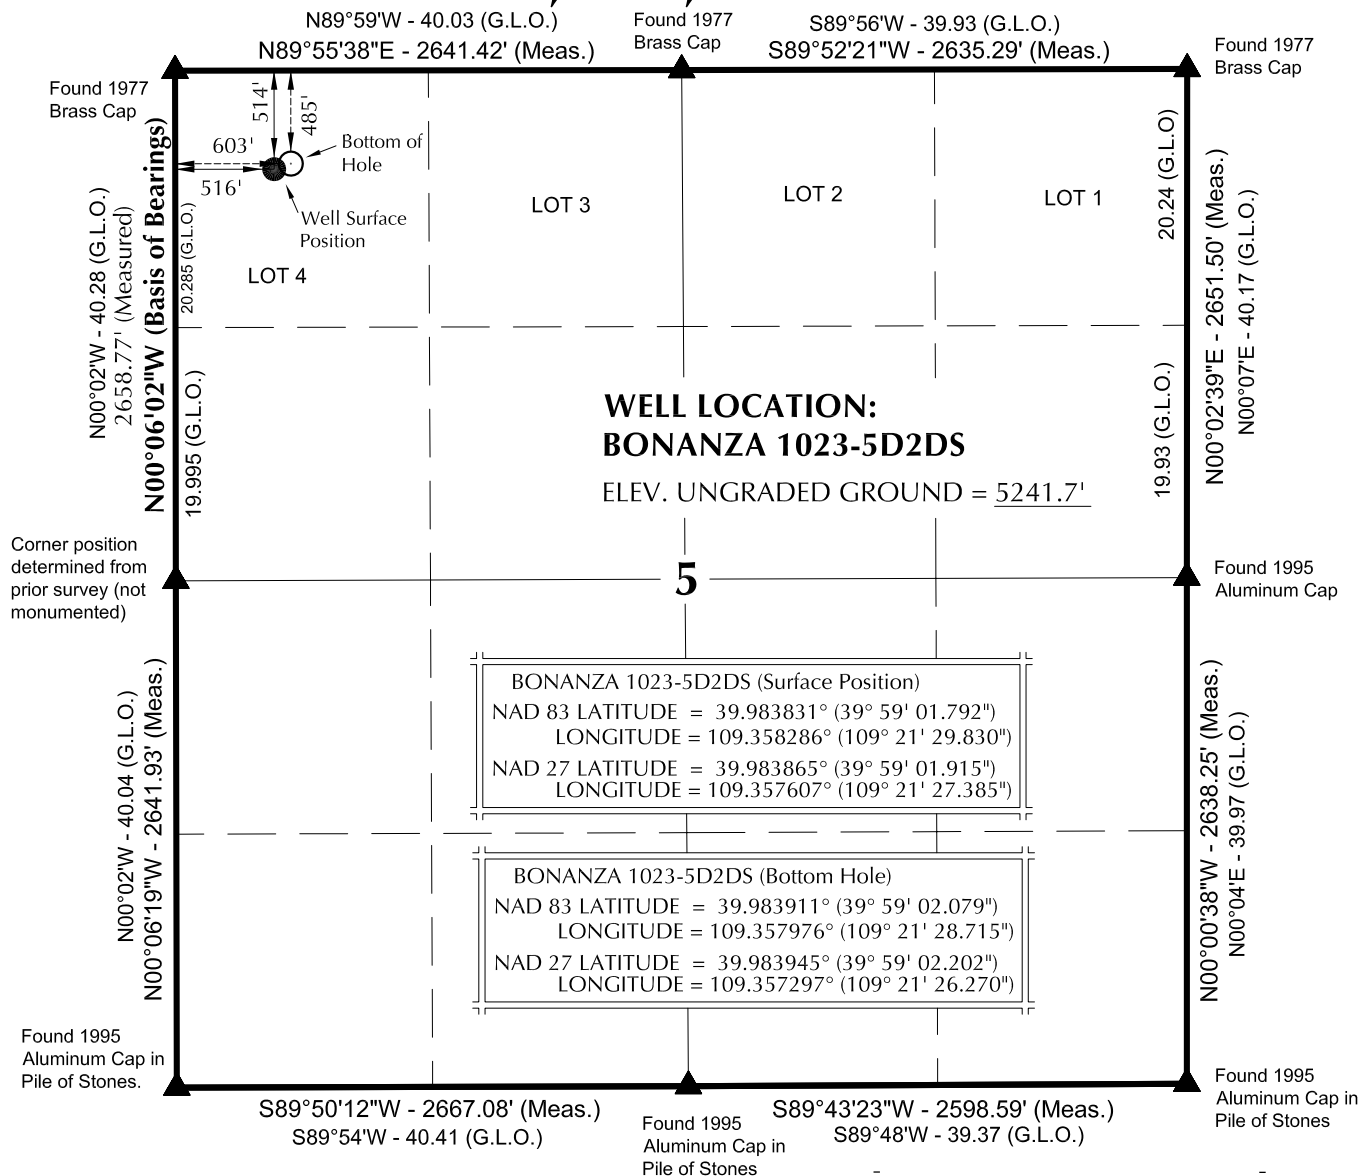 N89°59'W - 40.03 (G.L.O.)
N89°55'38"E - 2641.42' (Meas.)
Found 1977
Brass Cap
S89°56'W - 39.93 (G.L.O.)
S89°52'21"W - 2635.29' (Meas.)
Found 1977
Brass Cap
Found 1977
Brass Cap
514'
485'
603'
516'
Bottom of
Hole
Well Surface
Position
LOT 4
LOT 3
LOT 2
LOT 1
N00°02'W - 40.28 (G.L.O.)
2658.77' (Measured)
N00°06'02"W (Basis of Bearings)
20.285 (G.L.O.)
19.995 (G.L.O.)
20.24 (G.L.O)
19.93 (G.L.O.)
N00°02'39"E - 2651.50' (Meas.)
N00°07'E - 40.17 (G.L.O.)
WELL LOCATION:
BONANZA 1023-5D2DS
ELEV. UNGRADED GROUND = 5241.7'
Corner position
determined from
prior survey (not
monumented)
5
Found 1995
Aluminum Cap
BONANZA 1023-5D2DS (Surface Position)
NAD 83 LATITUDE = 39.983831° (39° 59' 01.792")
LONGITUDE = 109.358286° (109° 21' 29.830")
NAD 27 LATITUDE = 39.983865° (39° 59' 01.915")
LONGITUDE = 109.357607° (109° 21' 27.385")
BONANZA 1023-5D2DS (Bottom Hole)
NAD 83 LATITUDE = 39.983911° (39° 59' 02.079")
LONGITUDE = 109.357976° (109° 21' 28.715")
NAD 27 LATITUDE = 39.983945° (39° 59' 02.202")
LONGITUDE = 109.357297° (109° 21' 26.270")
N00°02'W - 40.04 (G.L.O.)
N00°06'19"W - 2641.93' (Meas.)
N00°00'38"W - 2638.25' (Meas.)
N00°04'E - 39.97 (G.L.O.)
Found 1995
Aluminum Cap in
Pile of Stones.
S89°50'12"W - 2667.08' (Meas.)
S89°54'W - 40.41 (G.L.O.)
Found 1995
Aluminum Cap in
Pile of Stones
S89°43'23"W - 2598.59' (Meas.)
S89°48'W - 39.37 (G.L.O.)
Found 1995
Aluminum Cap in
Pile of Stones